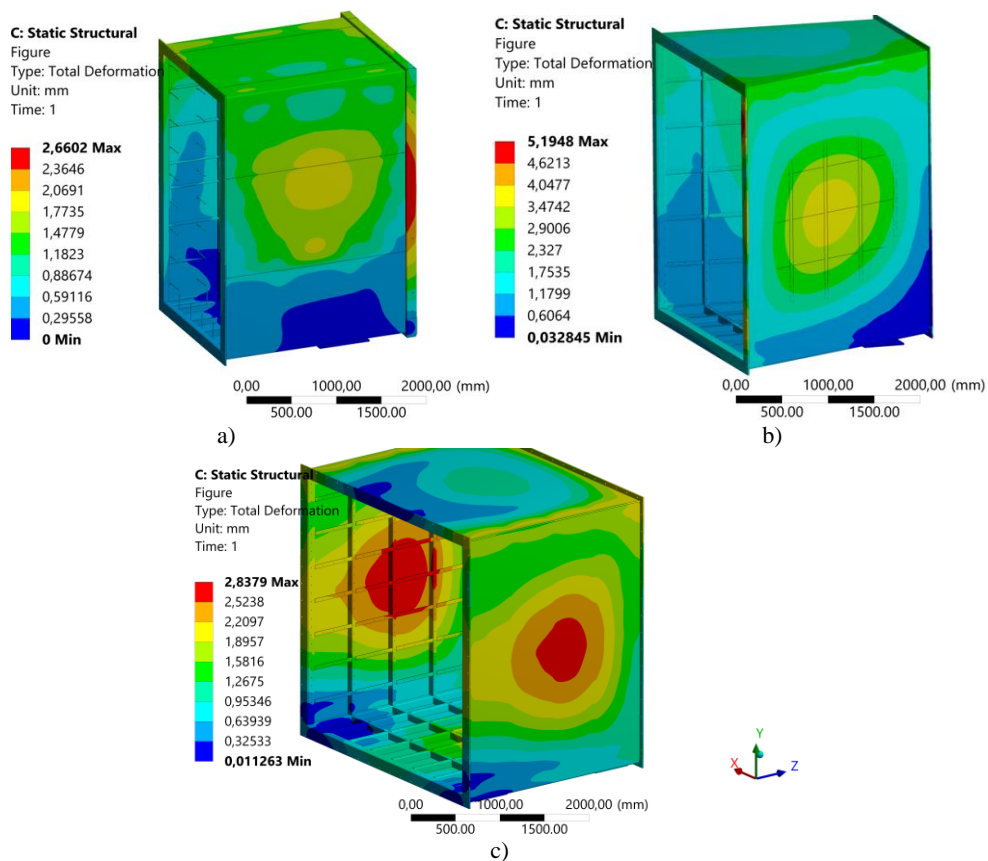 C: Static Structural
Figure
Type: Total Deformation
Unit: mm
Time: 1
2,6602 Max
2,3646
2,0691
1,7735
1,4779
1,1823
0,88674
0,59116
0,29558
0 Min
0,00 1000,00 2000,00 (mm)
500.00 1500.00
a)
C: Static Structural
Figure
Type: Total Deformation
Unit: mm
Time: 1
5,1948 Max
4,6213
4,0477
3,4742
2,9006
2,327
1,7535
1,1799
0,6064
0,032845 Min
0,00 1000,00 2000,00 (mm)
500.00 1500.00
b)
C: Static Structural
Figure
Type: Total Deformation
Unit: mm
Time: 1
2,8379 Max
2,5238
2,2097
1,8957
1,5816
1,2675
0,95346
0,63939
0,32533
0,011263 Min
0,00 1000,00 2000,00 (mm)
500.00 1500.00
Y
X Z
c)